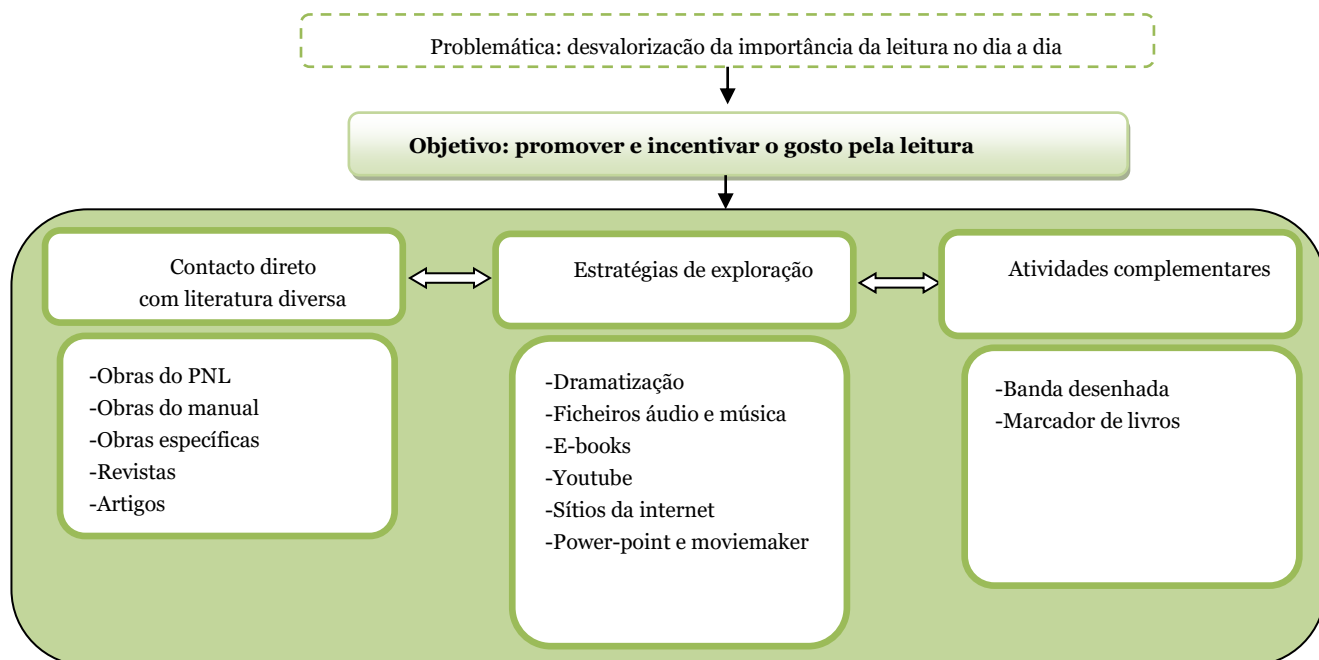 Problemática: desvalorização da importância da leitura no dia a dia
Objetivo: promover e incentivar o gosto pela leitura
Contacto direto
com literatura diversa
-Obras do PNL
-Obras do manual
-Obras específicas
-Revistas
-Artigos
Estratégias de exploração
-Dramatização
-Ficheiros áudio e música
-E-books
-Youtube
-Sítios da internet
-Power-point e moviemaker
Atividades complementares
-Banda desenhada
-Marcador de livros